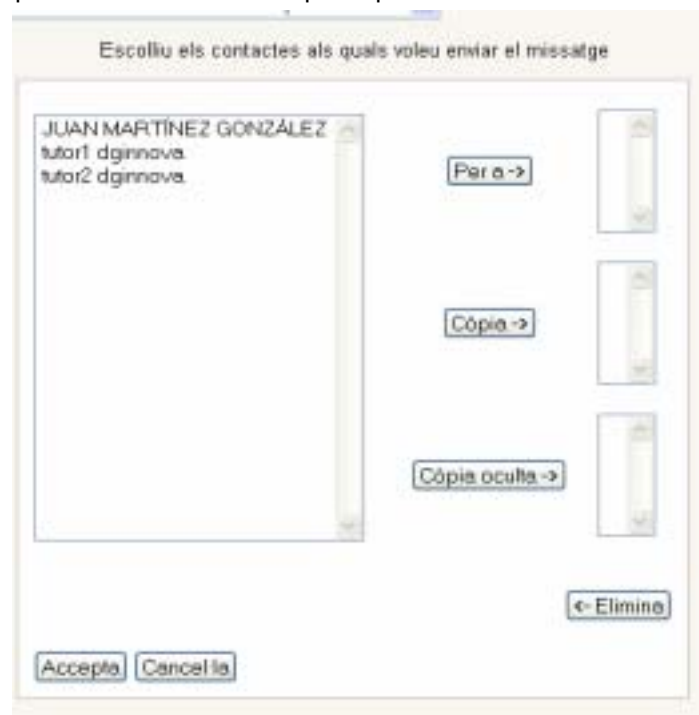 Escolliu els contactes als quals voleu enviar el missatge
JUAN MARTÍNEZ GONZÁLEZ
tutor1 dginnova
tutor2 dginnova
Per a ->
Còpia ->
Còpia oculta ->
<- Elimina
Accepta Cancel·la